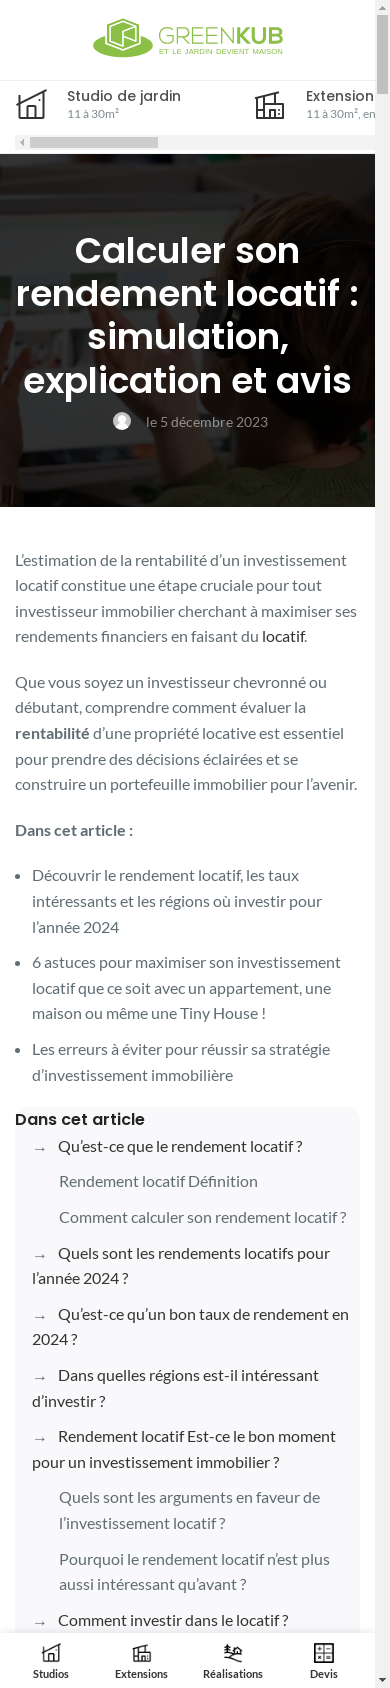 GREENKUB
ET LE JARDIN DEVIENT MAISON
Studio de jardin
11 à 30m²
Extension
11 à 30m², en
Calculer son
rendement locatif :
simulation,
explication et avis
le 5 décembre 2023
L’estimation de la rentabilité d’un investissement
locatif constitue une étape cruciale pour tout
investisseur immobilier cherchant à maximiser ses
rendements financiers en faisant du locatif.
Que vous soyez un investisseur chevronné ou
débutant, comprendre comment évaluer la
rentabilité d’une propriété locative est essentiel
pour prendre des décisions éclairées et se
construire un portefeuille immobilier pour l’avenir.
Dans cet article :
• Découvrir le rendement locatif, les taux
intéressants et les régions où investir pour
l’année 2024
• 6 astuces pour maximiser son investissement
locatif que ce soit avec un appartement, une
maison ou même une Tiny House !
• Les erreurs à éviter pour réussir sa stratégie
d’investissement immobilière
Dans cet article
→ Qu’est-ce que le rendement locatif ?
Rendement locatif Définition
Comment calculer son rendement locatif ?
→ Quels sont les rendements locatifs pour
l’année 2024 ?
→ Qu’est-ce qu’un bon taux de rendement en
2024 ?
→ Dans quelles régions est-il intéressant
d’investir ?
→ Rendement locatif Est-ce le bon moment
pour un investissement immobilier ?
Quels sont les arguments en faveur de
l’investissement locatif ?
Pourquoi le rendement locatif n’est plus
aussi intéressant qu’avant ?
→ Comment investir dans le locatif ?
Studios
Extensions
Réalisations
Devis